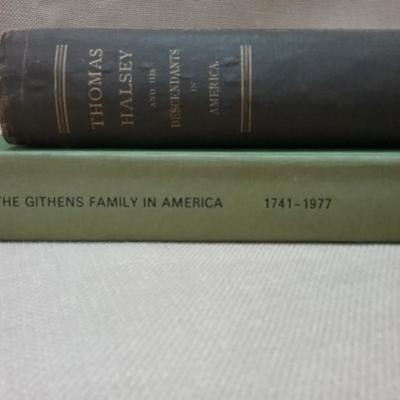 THOMAS
HALSEY
AND HIS
DESCENDANTS
IN
AMERICA.
THE GITHENS FAMILY IN AMERICA 1741-1977